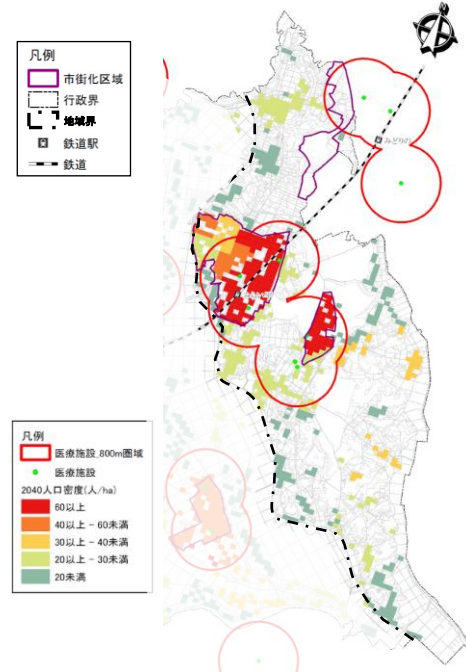 凡例
市街化区域
行政界
地域界
鉄道駅
鉄道
みどりの
凡例
医療施設_800m圏域
医療施設
2040人口密度(人/ha)
60以上
40以上 - 60未満
30以上 - 40未満
20以上 - 30未満
20未満